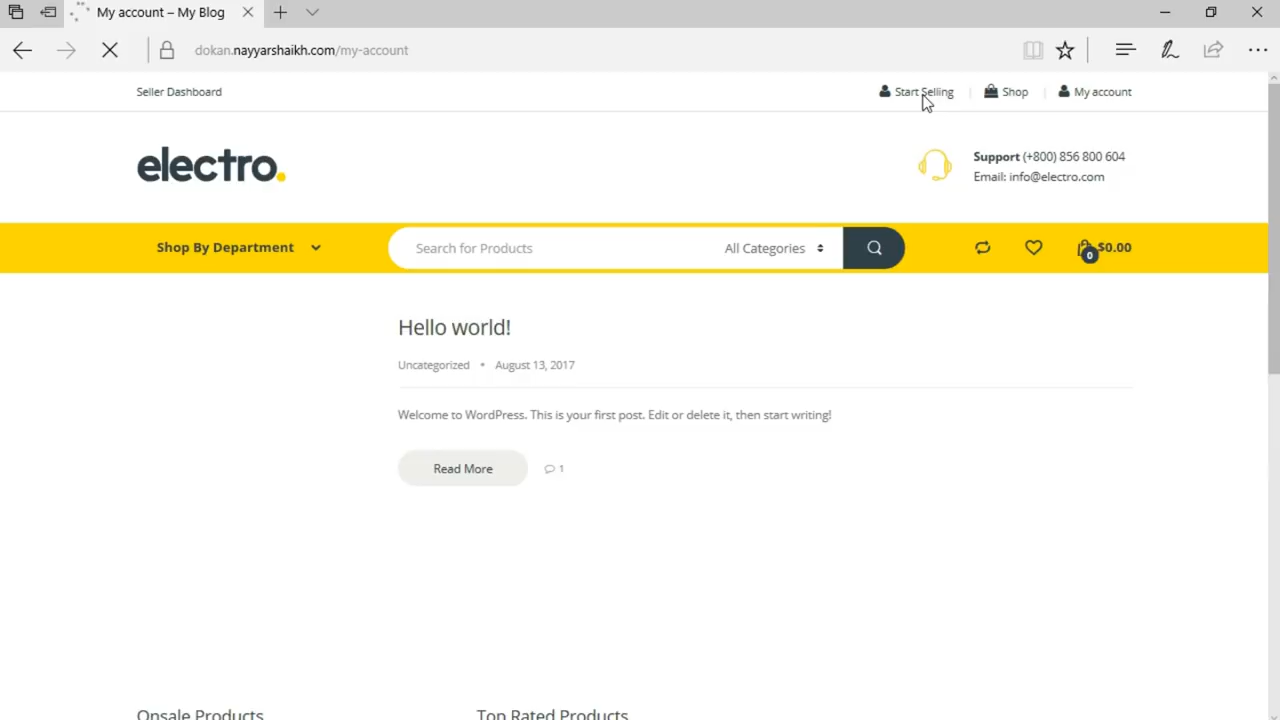 My account – My Blog
dokan.nayyarshaikh.com/my-account
Seller Dashboard
Start Selling
Shop
My account
electro.
Support (+800) 856 800 604
Email: info@electro.com
Shop By Department
Search for Products
All Categories
0
$0.00
Hello world!
Uncategorized • August 13, 2017
Welcome to WordPress. This is your first post. Edit or delete it, then start writing!
Read More
1
Onsale Products
Top Rated Products